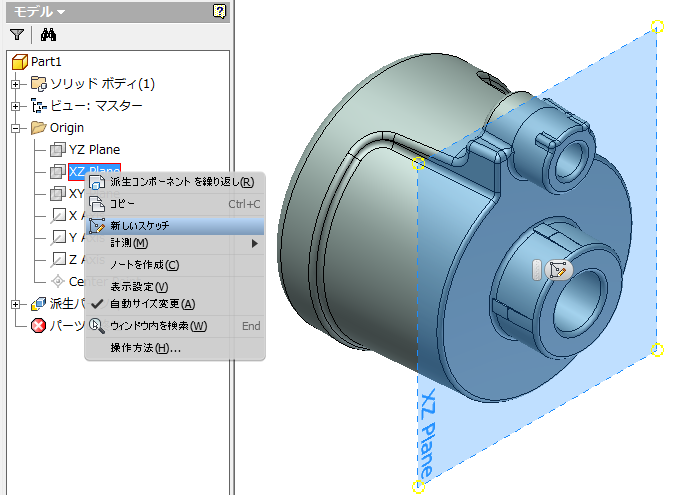 モデル
Part1
ソリッド ボディ(1)
ビュー: マスター
Origin
YZ Plane
XZ Plane
派生コンポーネント を繰り返し(R)
コピー Ctrl+C
新しいスケッチ
計測(M)
ノートを作成(C)
表示設定(V)
自動サイズ変更(A)
ウィンドウ内を検索(W) End
操作方法(H)...
XY
X A
Y A
Z Axis
Center
派生パ
パーツ
XZ Plane